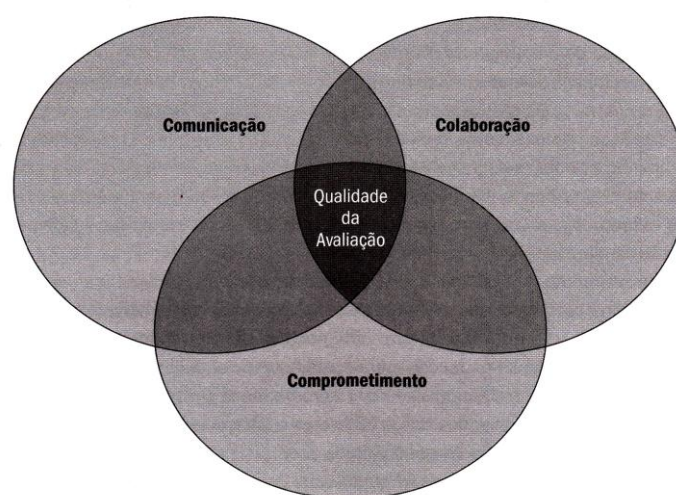 Comunicação
Colaboração
Qualidade
da
Avaliação
Comprometimento